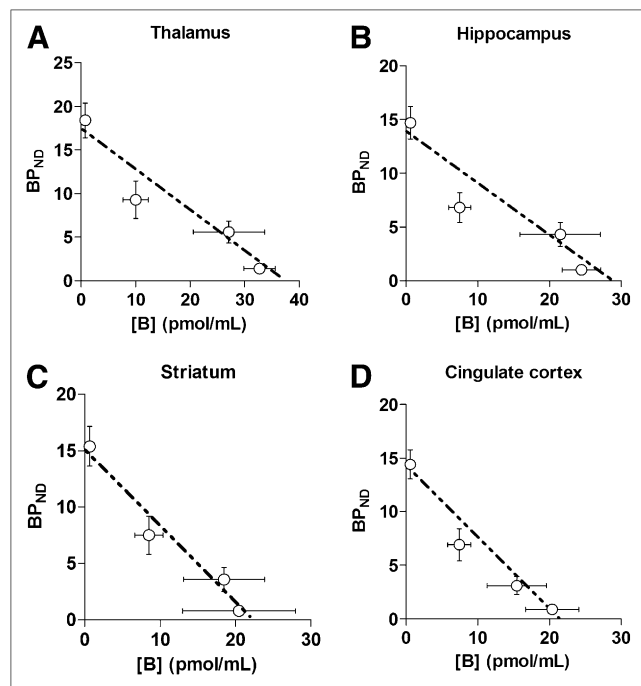 A
Thalamus
25
20
15
10
5
0
BPND
0 10 20 30 40
[B] (pmol/mL)
B
Hippocampus
20
15
10
5
0
BPND
0 10 20 30
[B] (pmol/mL)
C
Striatum
20
15
10
5
0
BPND
0 10 20 30
[B] (pmol/mL)
D
Cingulate cortex
20
15
10
5
0
BPND
0 10 20 30
[B] (pmol/mL)